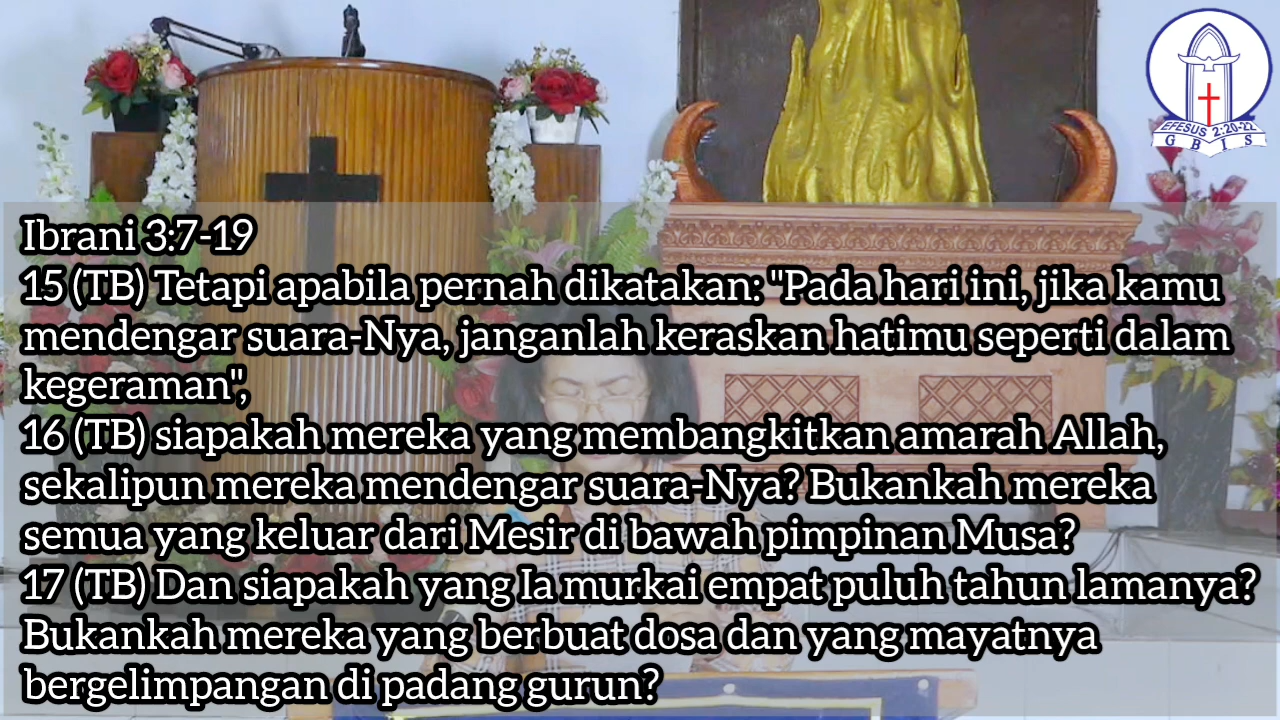 EFESUS 2:20-22
G B I S
Ibrani 3:7-19
15 (TB) Tetapi apabila pernah dikatakan: "Pada hari ini, jika kamu
mendengar suara-Nya, janganlah keraskan hatimu seperti dalam
kegeraman",
16 (TB) siapakah mereka yang membangkitkan amarah Allah,
sekalipun mereka mendengar suara-Nya? Bukankah mereka
semua yang keluar dari Mesir di bawah pimpinan Musa?
17 (TB) Dan siapakah yang Ia murkai empat puluh tahun lamanya?
Bukankah mereka yang berbuat dosa dan yang mayatnya
bergelimpangan di padang gurun?